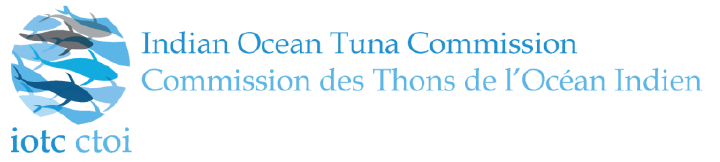 Indian Ocean Tuna Commission
Commission des Thons de l'Océan Indien
iotc ctoi